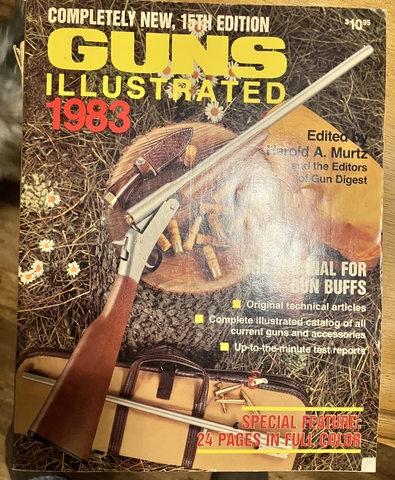 COMPLETELY NEW, 15TH EDITION
$10.95
GUNS
ILLUSTRATED
1983
Edited by
Harold A. Murtz
and the Editors
of Gun Digest
THE JOURNAL FOR
GUN BUFFS
Original technical articles
Complete illustrated catalog of all
current guns and accessories
Up-to-the-minute test reports
SPECIAL FEATURE:
24 PAGES IN FULL COLOR